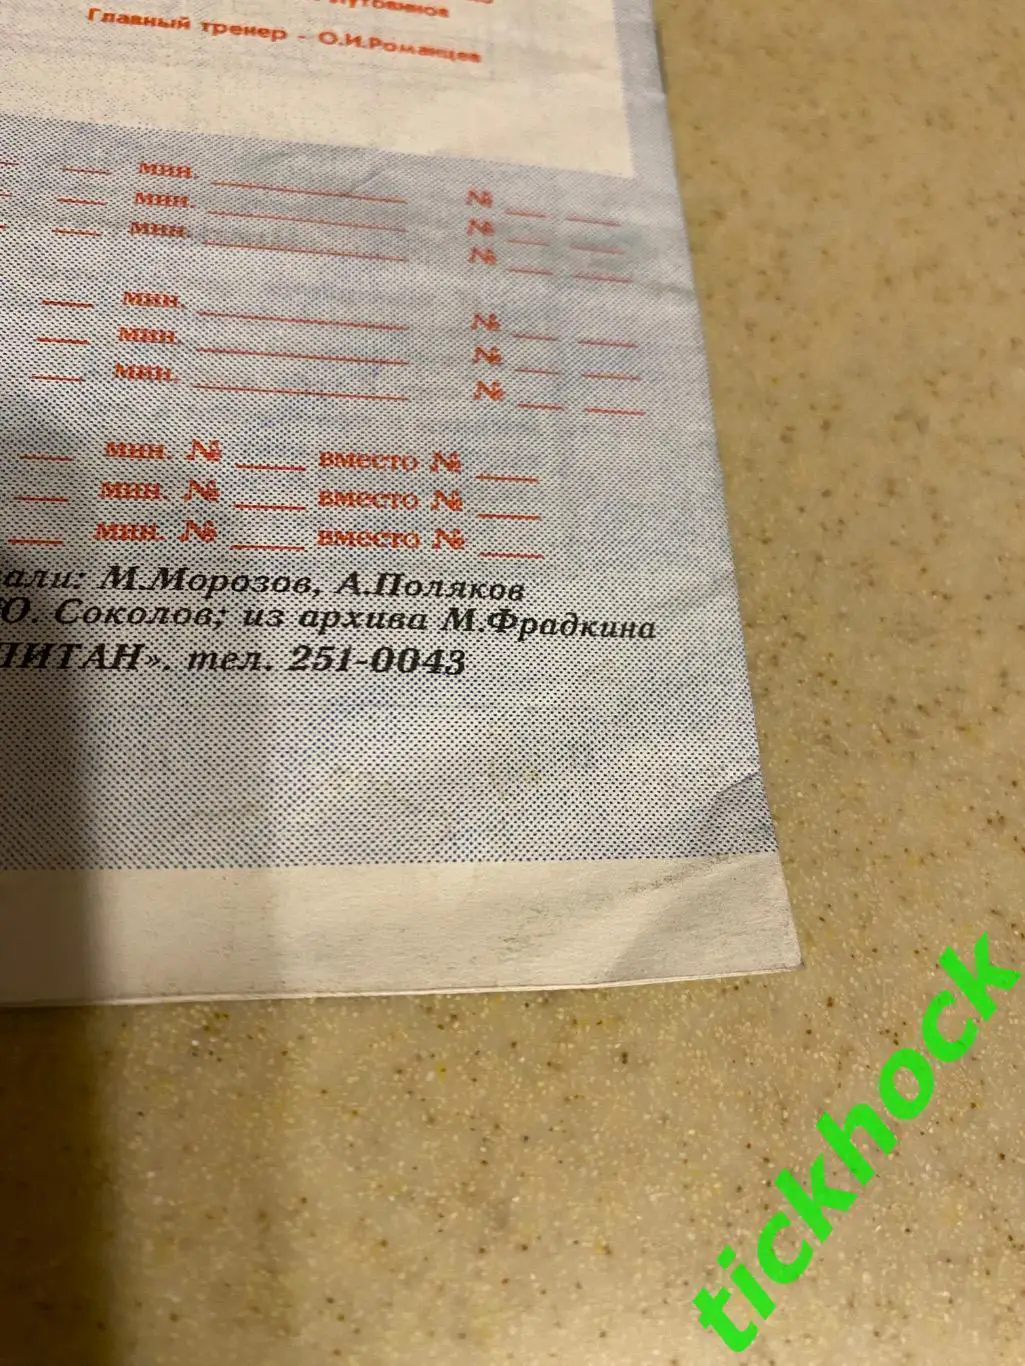 Главный тренер - О.И.Романцев
мин. №
мин. №
мин. №
мин. №
мин. №
мин. №
мин. № вместо №
мин. № вместо №
мин. № вместо №
али: М.Морозов, А.Поляков
Ю. Соколов; из архива М.Фрадкина
ПИТАН», тел. 251-0043
tickhock